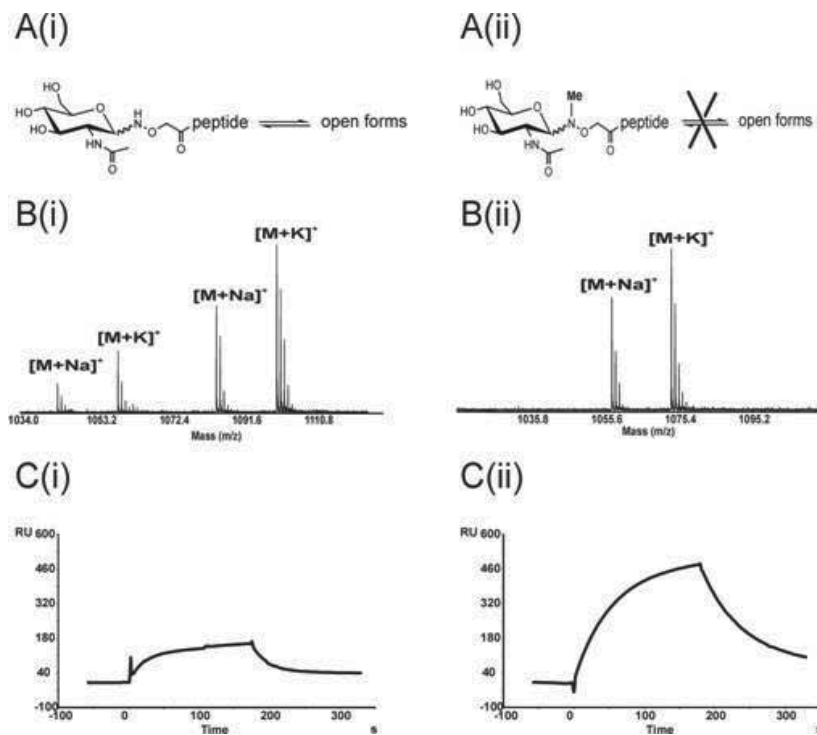 A(i)
A(ii)
HO
O
H
N
O
peptide
open forms
HO
HO
HN
O
O
HO
O
Me
N
O
peptide
open forms
HO
HO
HN
O
O
B(i)
B(ii)
[M+K]⁺
[M+Na]⁺
[M+K]⁺
[M+Na]⁺
1034.0 1053.2 1072.4 1091.6 1110.8
Mass (m/z)
[M+K]⁺
[M+Na]⁺
1035.8 1055.6 1075.4 1095.2
Mass (m/z)
C(i)
C(ii)
RU 600
460
320
180
40
-100
-100 0 100 200 300 s
Time
RU 600
460
320
180
40
-100
-100 0 100 200 300 s
Time